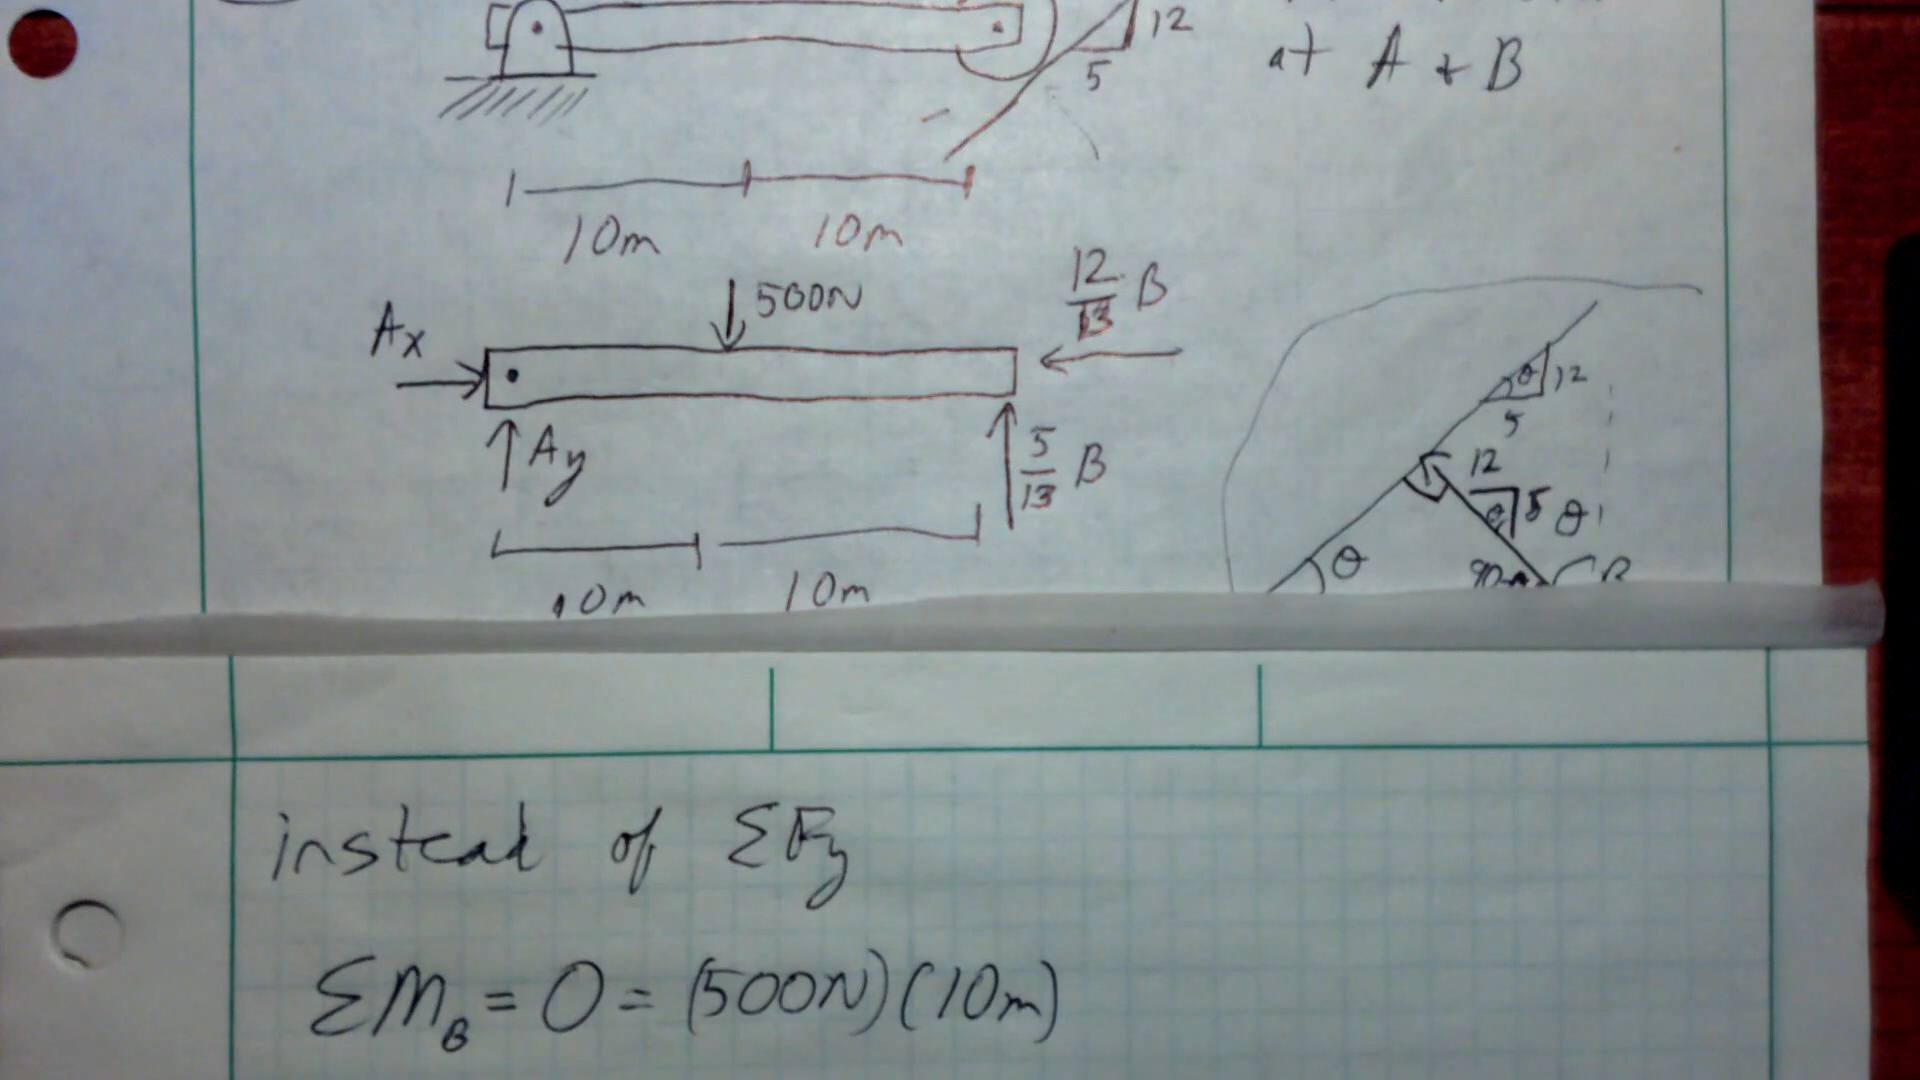 12
5
at A + B
10m 10m
500N
12/13 B
Ax
Ay
5/13 B
10m 10m
θ 12
5
12
θ 5 θ
θ
instead of ΣFy
ΣM_B = 0 = (500N)(10m)